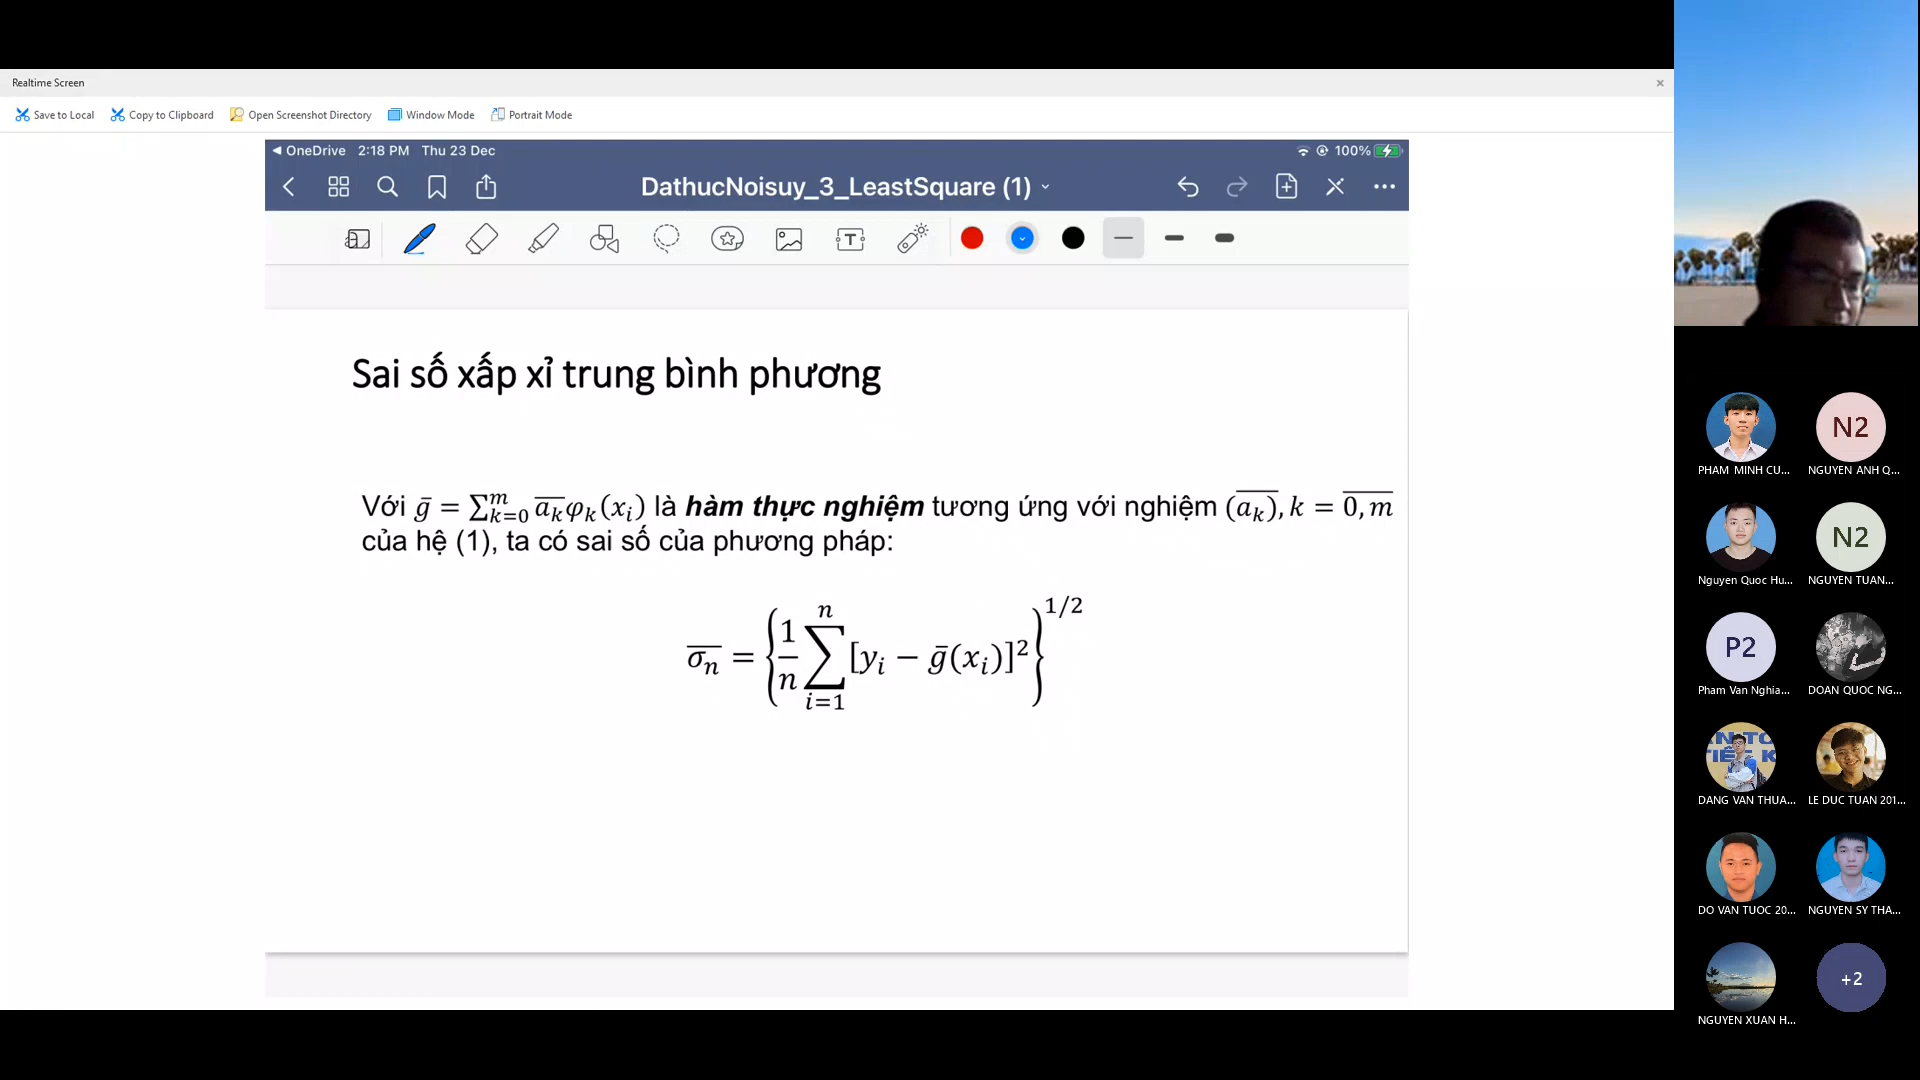 Realtime Screen
Save to Local Copy to Clipboard Open Screenshot Directory Window Mode Portrait Mode
OneDrive 2:18 PM Thu 23 Dec 100%
DathucNoisuy_3_LeastSquare (1)
Sai số xấp xỉ trung bình phương
Với ḡ = ∑ₖ₌₀ᵐ a̅ₖφₖ(xᵢ) là hàm thực nghiệm tương ứng với nghiệm (a̅ₖ), k = 0,m̅
của hệ (1), ta có sai số của phương pháp:
σ̅ₙ = {1/n ∑ᵢ₌₁ⁿ [yᵢ − ḡ(xᵢ)]²}^1/2
PHAM MINH CU...
N2
NGUYEN ANH Q...
Nguyen Quoc Hu...
N2
NGUYEN TUAN...
P2
Pham Van Nghia...
DOAN QUOC NG...
DANG VAN THUA...
LE DUC TUAN 201...
DO VAN TUOC 20...
NGUYEN SY THA...
NGUYEN XUAN H...
+2